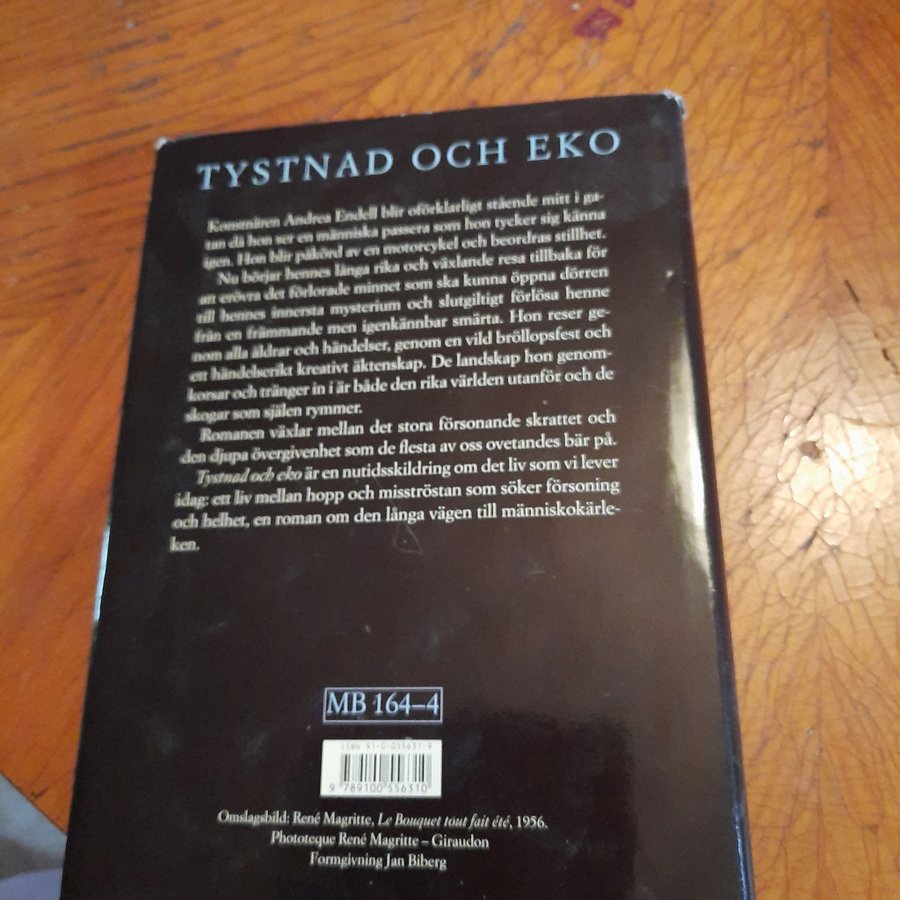 TYSTNAD OCH EKO
Konstnären Andrea Endell blir oförklarligt stående mitt i ga-
tan då hon ser en människa passera som hon tycker sig känna
igen. Hon blir påkörd av en motorcykel och beordras stillhet.
Nu börjar hennes långa rika och växlande resa tillbaka för
att erövra det förlorade minnet som ska kunna öppna dörren
till hennes innersta mysterium och slutgiltigt förlösa henne
från en främmande men igenkännbar smärta. Hon reser ge-
nom alla åldrar och händelser, genom en vild bröllopsfest och
ett händelserikt kreativt äktenskap. De landskap hon genom-
korsar och tränger in i är både den rika världen utanför och de
skogar som själen rymmer.
Romanen växlar mellan det stora försonande skrattet och
den djupa övergivenhet som de flesta av oss ovetandes bär på.
Tystnad och eko är en nutidsskildring om det liv som vi lever
idag: ett liv mellan hopp och misströstan som söker försoning
och helhet, en roman om den långa vägen till människokärle-
ken.
MB 164–4
ISBN 91-0-055631-9
9 789100 556310
Omslagsbild: René Magritte, Le Bouquet tout fait été, 1956.
Phototeque René Magritte – Giraudon
Formgivning Jan Biberg